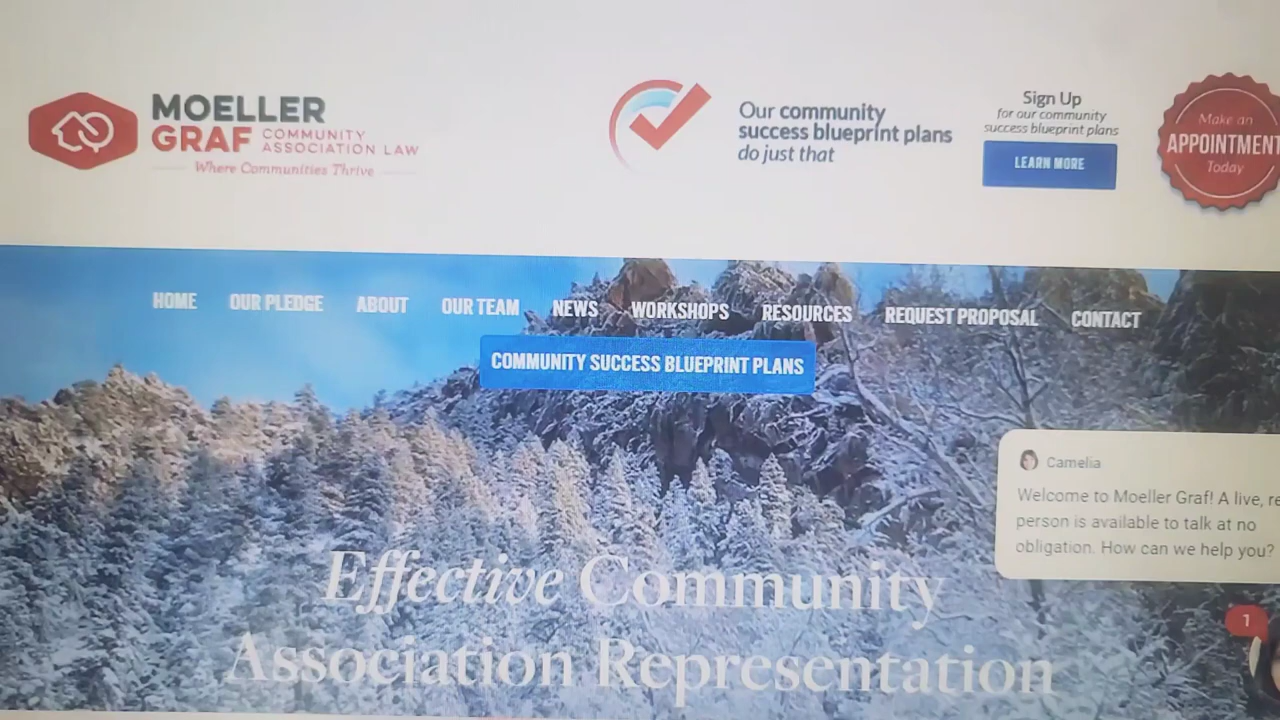 MOELLER
GRAF COMMUNITY
ASSOCIATION LAW
Where Communities Thrive
Our community
success blueprint plans
do just that
Sign Up
for our community
success blueprint plans
LEARN MORE
Make an
APPOINTMENT
Today
HOME OUR PLEDGE ABOUT OUR TEAM NEWS WORKSHOPS RESOURCES REQUEST PROPOSAL CONTACT
COMMUNITY SUCCESS BLUEPRINT PLANS
Camelia
Welcome to Moeller Graf! A live, re
person is available to talk at no
obligation. How can we help you?
1
Effective Community
Association Representation